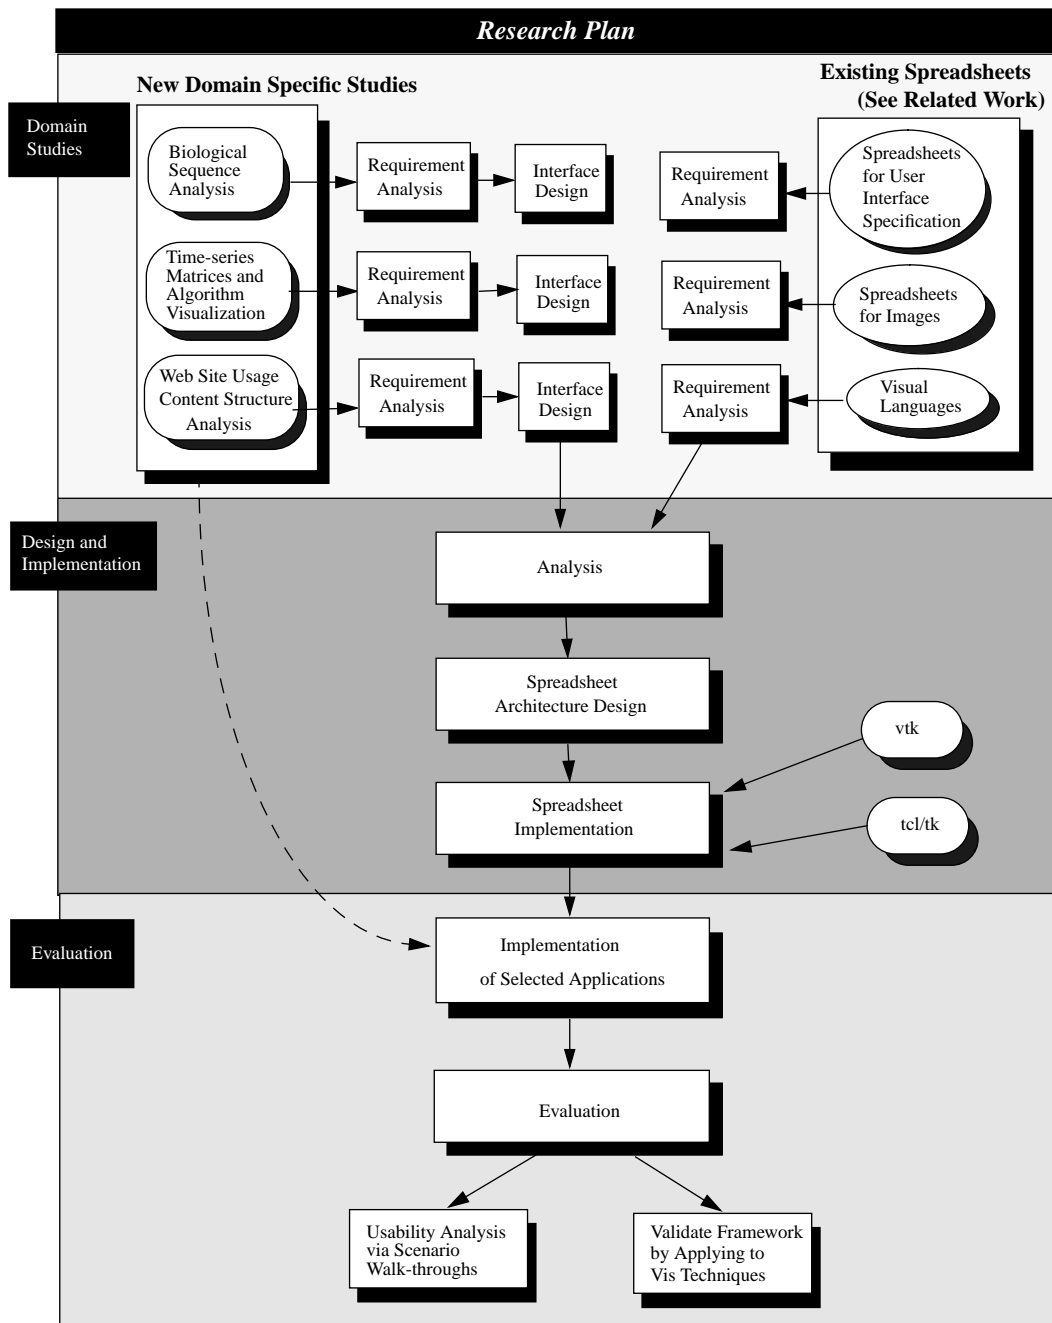 Research Plan
New Domain Specific Studies
Existing Spreadsheets
(See Related Work)
Domain
Studies
Biological
Sequence
Analysis
Requirement
Analysis
Interface
Design
Requirement
Analysis
Spreadsheets
for User
Interface
Specification
Time-series
Matrices and
Algorithm
Visualization
Requirement
Analysis
Interface
Design
Requirement
Analysis
Spreadsheets
for Images
Web Site Usage
Content Structure
Analysis
Requirement
Analysis
Interface
Design
Requirement
Analysis
Visual
Languages
Design and
Implementation
Analysis
Spreadsheet
Architecture Design
vtk
Spreadsheet
Implementation
tcl/tk
Evaluation
Implementation
of Selected Applications
Evaluation
Usability Analysis
via Scenario
Walk-throughs
Validate Framework
by Applying to
Vis Techniques